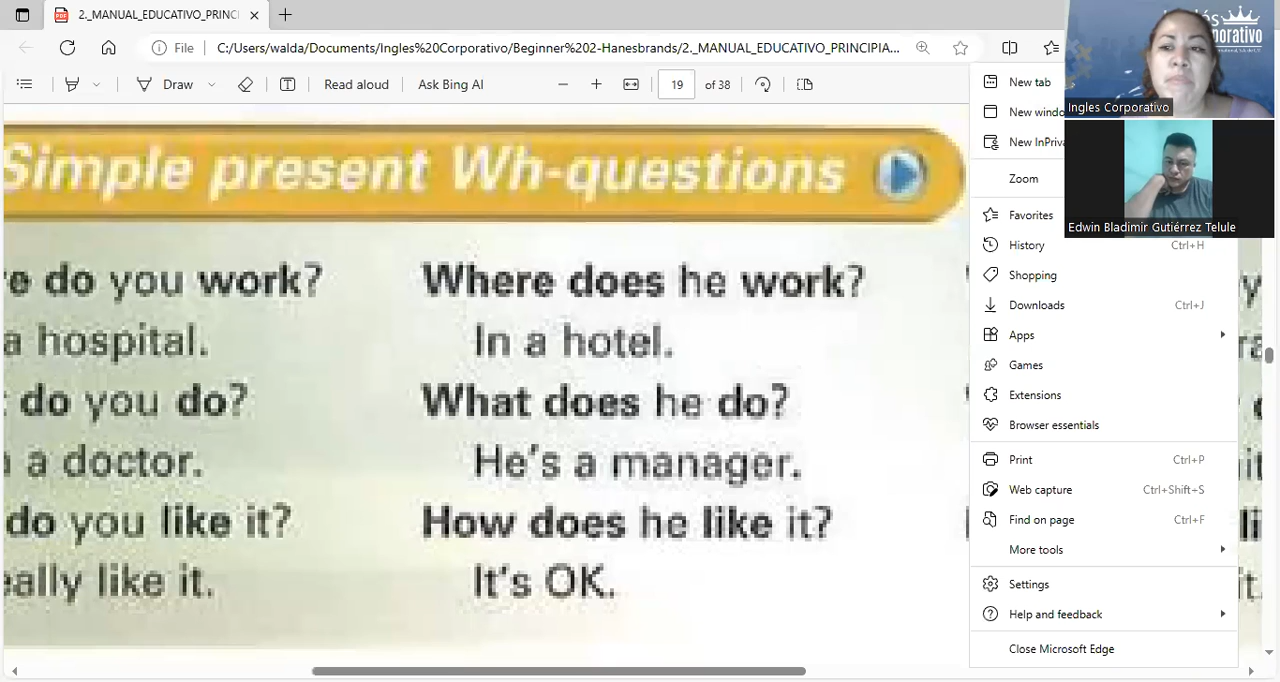 2._MANUAL_EDUCATIVO_PRINCI
File
C:/Users/walda/Documents/Ingles%20Corporativo/Beginner%202-Hanesbrands/2._MANUAL_EDUCATIVO_PRINCIPIA...
Draw
Read aloud
Ask Bing AI
19 of 38
Simple present Wh-questions
do you work?
Where does he work?
a hospital.
In a hotel.
do you do?
What does he do?
a doctor.
He's a manager.
do you like it?
How does he like it?
like it.
It's OK.
New tab
New windo
New InPriva
Zoom
Favorites
History Ctrl+H
Shopping
Downloads Ctrl+J
Apps
Games
Extensions
Browser essentials
Print Ctrl+P
Web capture Ctrl+Shift+S
Find on page Ctrl+F
More tools
Settings
Help and feedback
Close Microsoft Edge
Ingles Corporativo
Edwin Bladimir Gutiérrez Telule